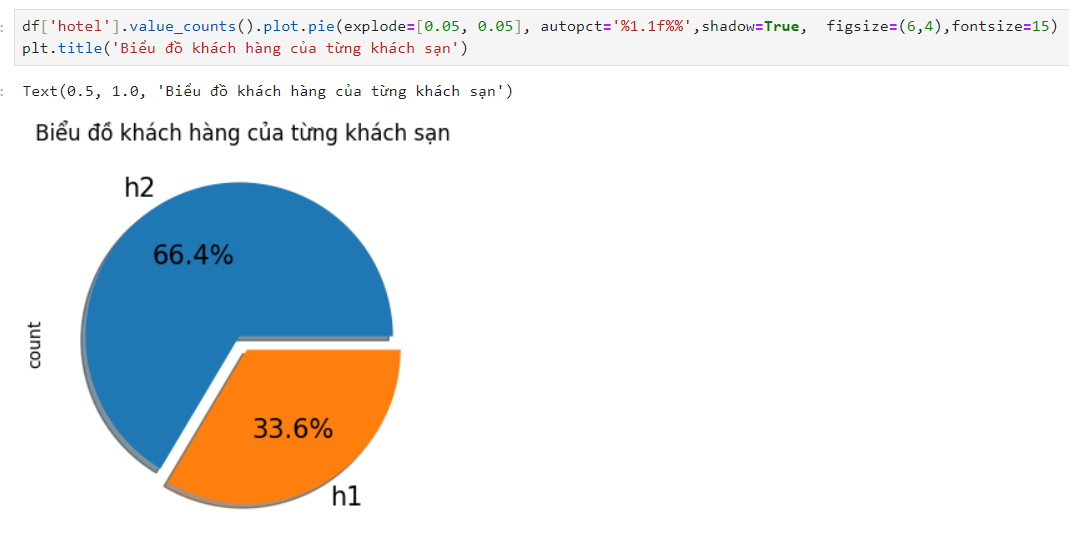 df['hotel'].value_counts().plot.pie(explode=[0.05, 0.05], autopct='%1.1f%%',shadow=True,  figsize=(6,4),fontsize=15)
plt.title('Biểu đồ khách hàng của từng khách sạn')
Text(0.5, 1.0, 'Biểu đồ khách hàng của từng khách sạn')
Biểu đồ khách hàng của từng khách sạn
h2
66.4%
count
33.6%
h1